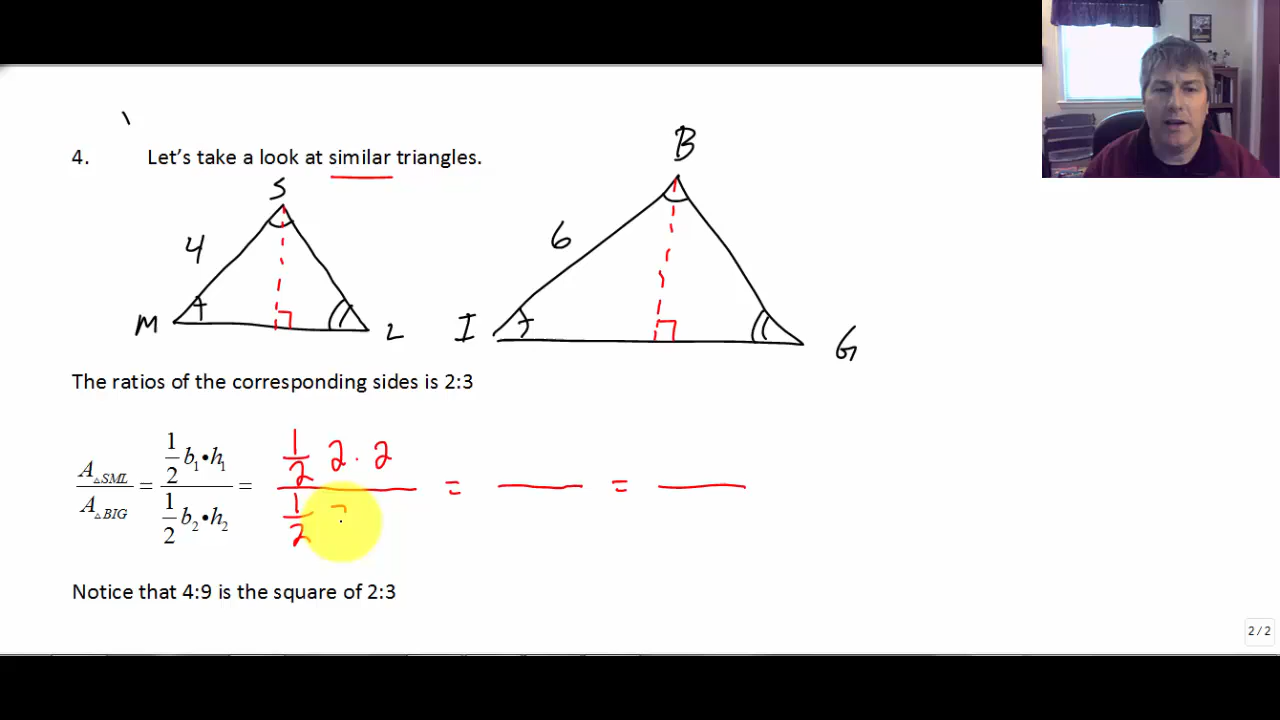 4. Let's take a look at similar triangles.
S
B
4
6
M
L
I
G
The ratios of the corresponding sides is 2:3
A△SML / A△BIG = 1/2 b₁•h₁ / 1/2 b₂•h₂ = 1/2 2 · 2 / 1/2 = ___ = ___
Notice that 4:9 is the square of 2:3
2 / 2